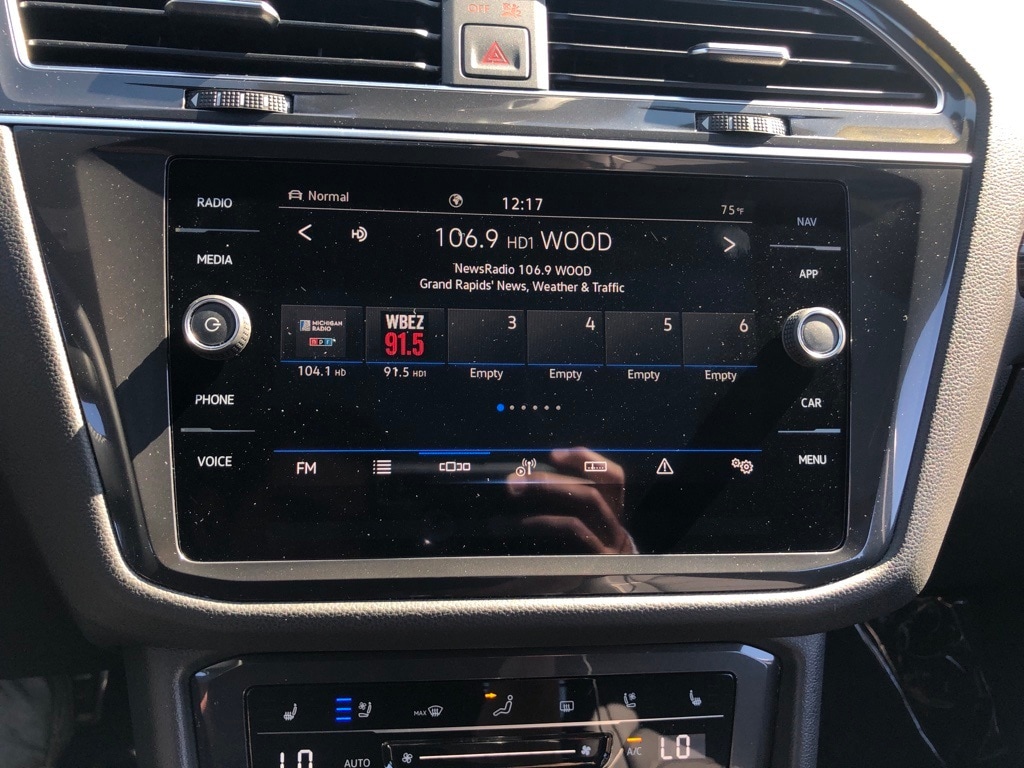 OFF
RADIO
Normal
12:17
75°F
NAV
106.9 HD1 WOOD
MEDIA
APP
NewsRadio 106.9 WOOD
Grand Rapids' News, Weather & Traffic
MICHIGAN RADIO
npr
WBEZ
91.5
3
4
5
6
104.1 HD
91.5 HD1
Empty
Empty
Empty
Empty
PHONE
CAR
VOICE
FM
MENU
MAX
LO
AUTO
A/C
LO